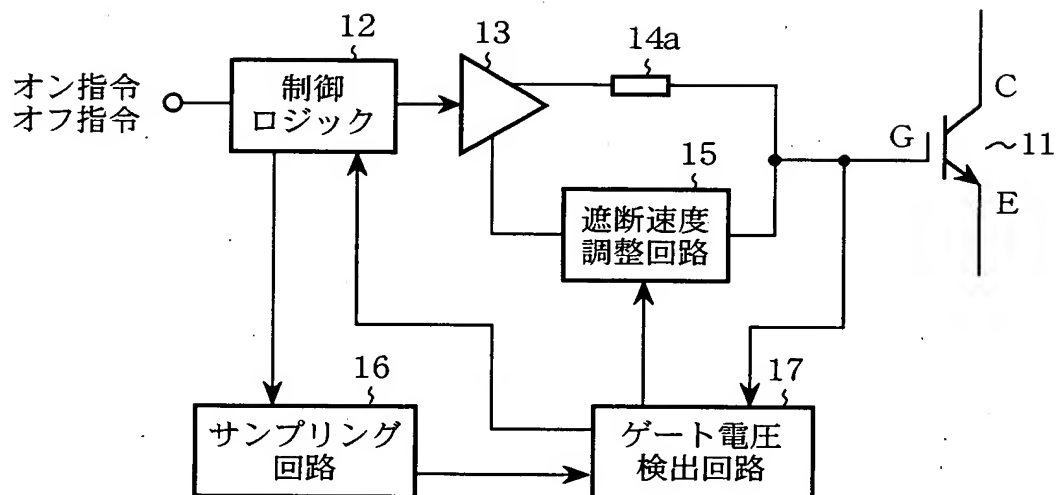 オン指令
オフ指令
12
制御
ロジック
13
14a
C
G
~11
E
15
遮断速度
調整回路
16
サンプリング
回路
17
ゲート電圧
検出回路